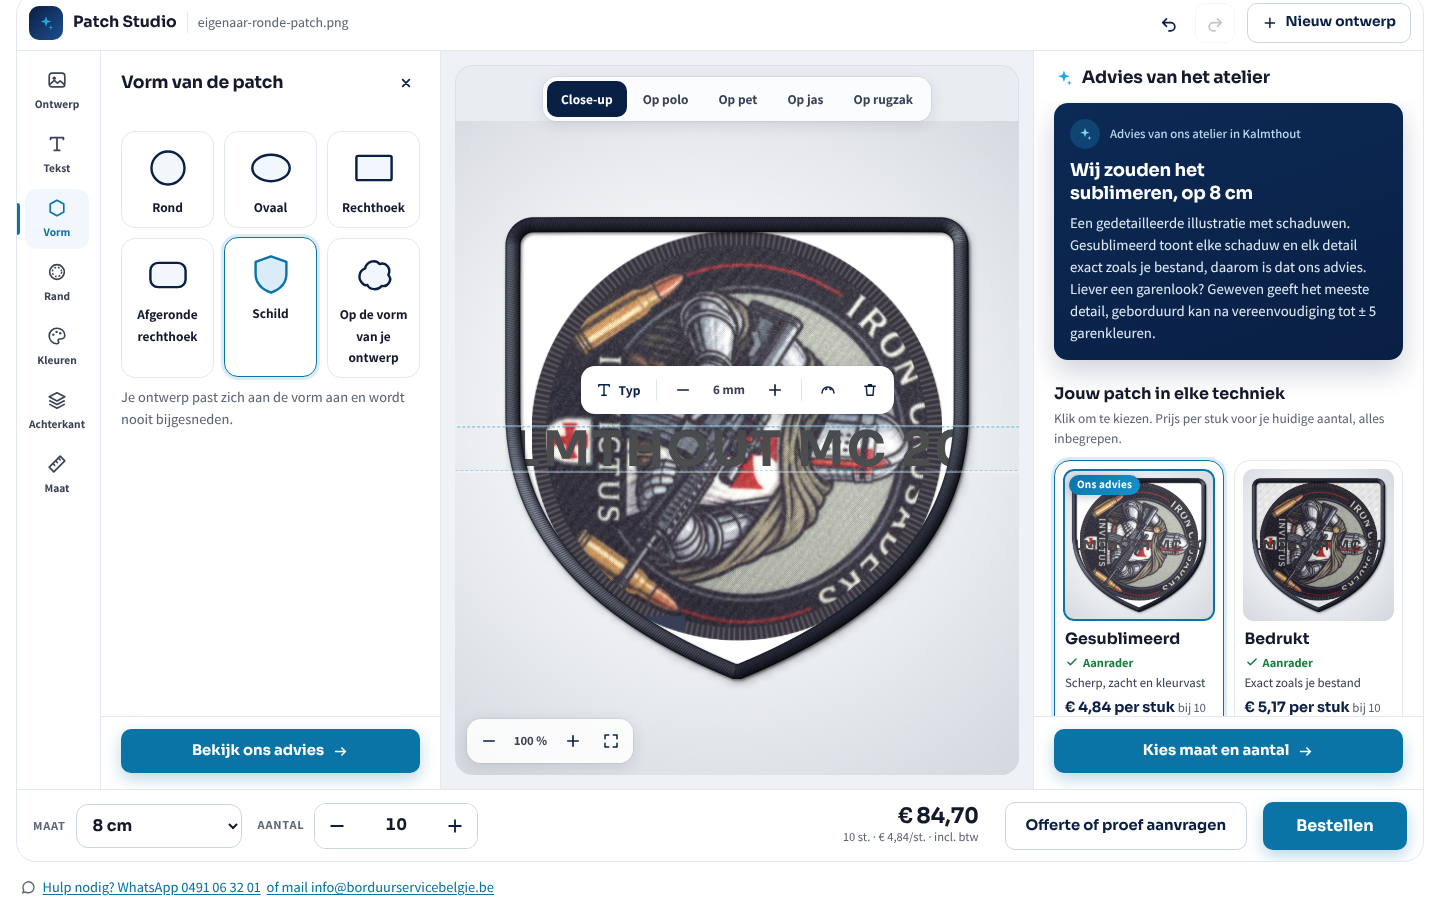 Patch Studio
eigenaar-ronde-patch.png
Nieuw ontwerp
Ontwerp
Tekst
Vorm
Rand
Kleuren
Achterkant
Maat
Vorm van de patch
Rond
Ovaal
Rechthoek
Afgeronde
rechthoek
Schild
Op de vorm
van je
ontwerp
Je ontwerp past zich aan de vorm aan en wordt
nooit bijgesneden.
Bekijk ons advies →
Close-up
Op polo
Op pet
Op jas
Op rugzak
IRON
INVICTUS
Typ
6 mm
LMTHOUT MC 20
100 %
Advies van het atelier
Advies van ons atelier in Kalmthout
Wij zouden het
sublimeren, op 8 cm
Een gedetailleerde illustratie met schaduwen.
Gesublimeerd toont elke schaduw en elk detail
exact zoals je bestand, daarom is dat ons advies.
Liever een garenlook? Geweven geeft het meeste
detail, geborduurd kan na vereenvoudiging tot ± 5
garenkleuren.
Jouw patch in elke techniek
Klik om te kiezen. Prijs per stuk voor je huidige aantal, alles
inbegrepen.
Ons advies
IRON
INVICTUS
CRUSADERS
Gesublimeerd
Aanrader
Scherp, zacht en kleurvast
€ 4,84 per stuk bij 10
IRON
INVICTUS
CRUSADERS
Bedrukt
Aanrader
Exact zoals je bestand
€ 5,17 per stuk bij 10
Kies maat en aantal →
MAAT
8 cm
AANTAL
10
€ 84,70
10 st. · € 4,84/st. · incl. btw
Offerte of proef aanvragen
Bestellen
Hulp nodig? WhatsApp 0491 06 32 01 of mail info@borduurservicebelgie.be